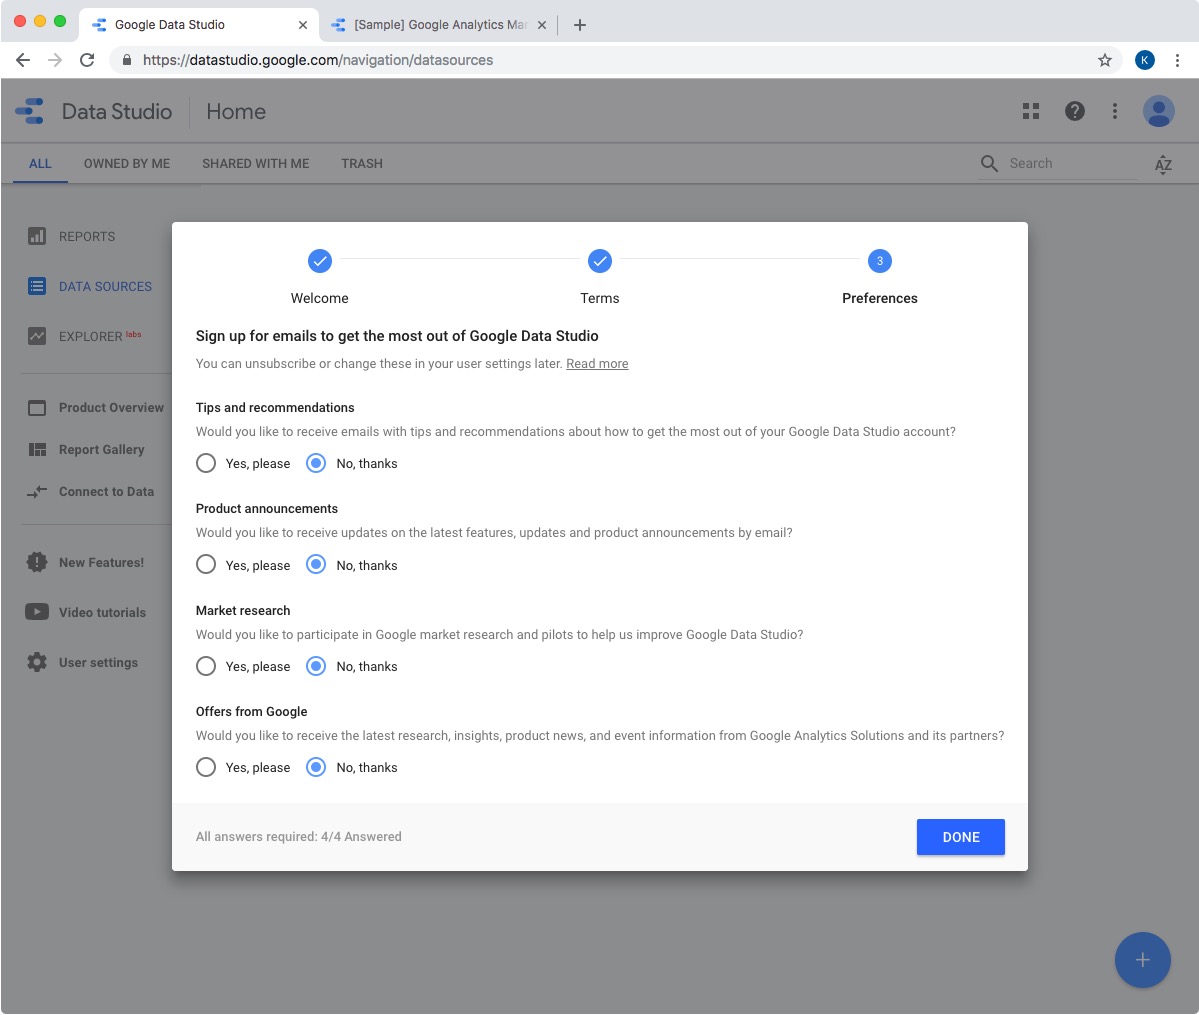 Google Data Studio
[Sample] Google Analytics Mar
https://datastudio.google.com/navigation/datasources
K
Data Studio
Home
ALL
OWNED BY ME
SHARED WITH ME
TRASH
Search
AZ
REPORTS
DATA SOURCES
EXPLORER labs
Product Overview
Report Gallery
Connect to Data
New Features!
Video tutorials
User settings
3
Welcome
Terms
Preferences
Sign up for emails to get the most out of Google Data Studio
You can unsubscribe or change these in your user settings later. Read more
Tips and recommendations
Would you like to receive emails with tips and recommendations about how to get the most out of your Google Data Studio account?
Yes, please No, thanks
Product announcements
Would you like to receive updates on the latest features, updates and product announcements by email?
Yes, please No, thanks
Market research
Would you like to participate in Google market research and pilots to help us improve Google Data Studio?
Yes, please No, thanks
Offers from Google
Would you like to receive the latest research, insights, product news, and event information from Google Analytics Solutions and its partners?
Yes, please No, thanks
All answers required: 4/4 Answered
DONE